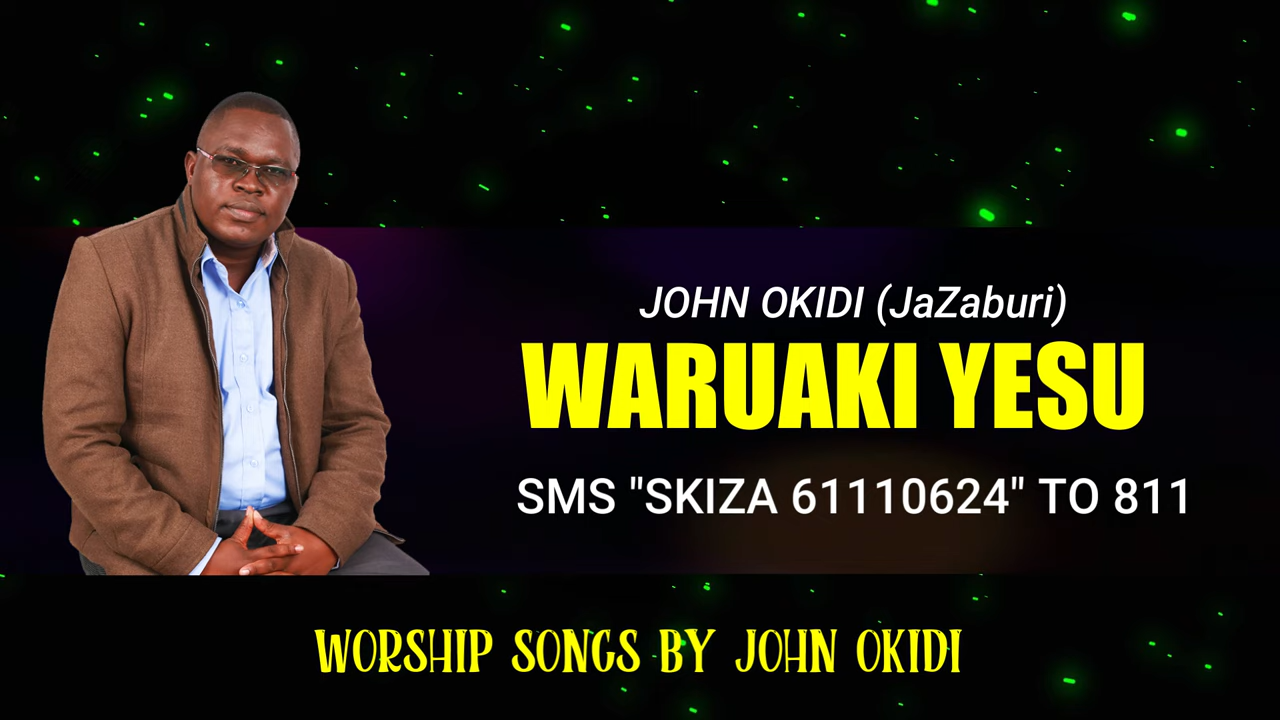 JOHN OKIDI (JaZaburi)
WARUAKI YESU
SMS "SKIZA 61110624" TO 811
WORSHIP SONGS BY JOHN OKIDI